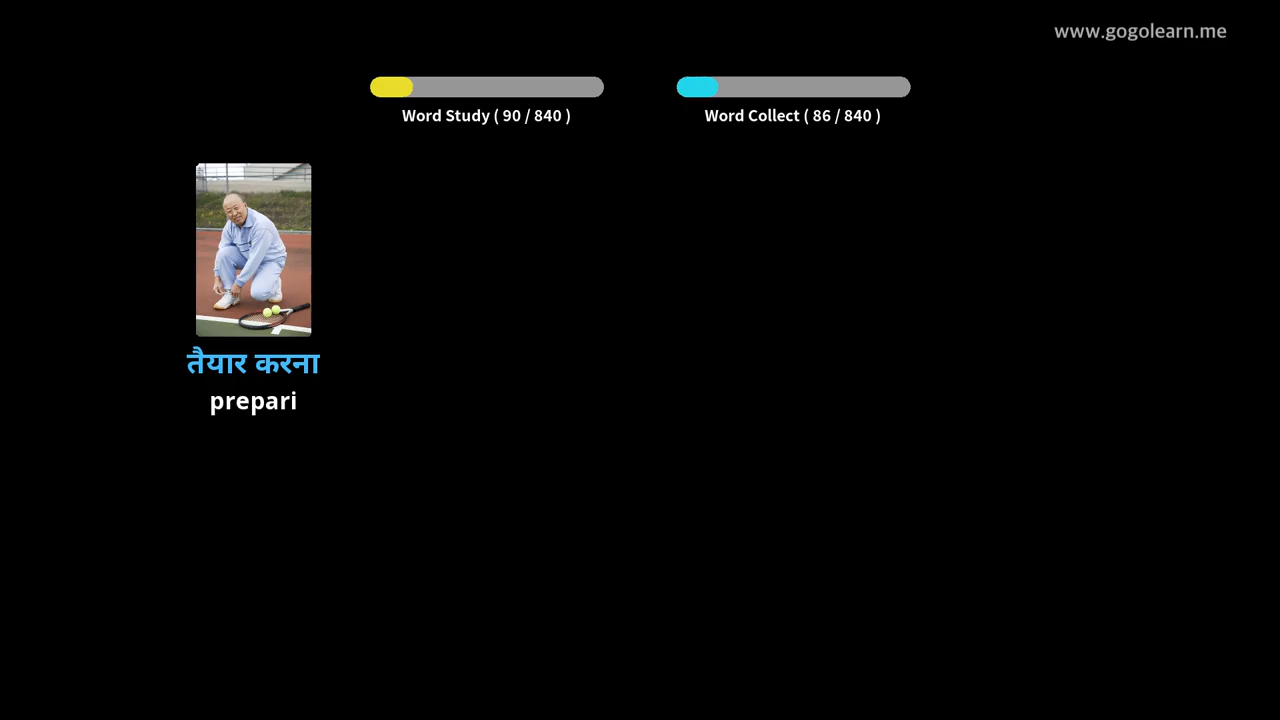 www.gogolearn.me
Word Study ( 90 / 840 )
Word Collect ( 86 / 840 )
तैयार करना
prepari